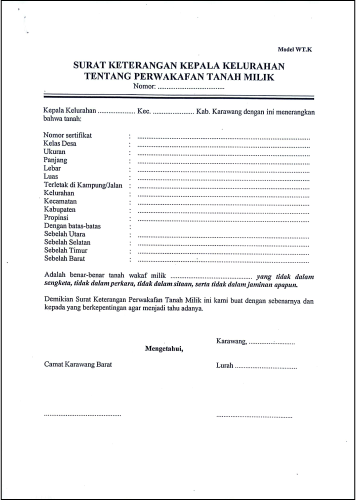 Model WT.K
SURAT KETERANGAN KEPALA KELURAHAN
TENTANG PERWAKAFAN TANAH MILIK
Nomor: ................................
Kepala Kelurahan .................. Kec. .................... Kab. Karawang dengan ini menerangkan
bahwa tanah:
Nomor sertifikat : ................................
Kelas Desa : ................................
Ukuran : ................................
Panjang : ................................
Lebar : ................................
Luas : ................................
Terletak di Kampung/Jalan : ................................
Kelurahan : ................................
Kecamatan : ................................
Kabupaten : ................................
Propinsi : ................................
Dengan batas-batas : ................................
Sebelah Utara : ................................
Sebelah Selatan : ................................
Sebelah Timur : ................................
Sebelah Barat : ................................
Adalah benar-benar tanah wakaf milik ........................................ yang tidak dalam
sengketa, tidak dalam perkara, tidak dalam sitaan, serta tidak dalam jaminan apapun.
Demikian Surat Keterangan Perwakafan Tanah Milik ini kami buat dengan sebenarnya dan
kepada yang berkepentingan agar menjadi tahu adanya.
Karawang, ......................
Mengetahui,
Camat Karawang Barat
Lurah ..............................
.....................................
.....................................